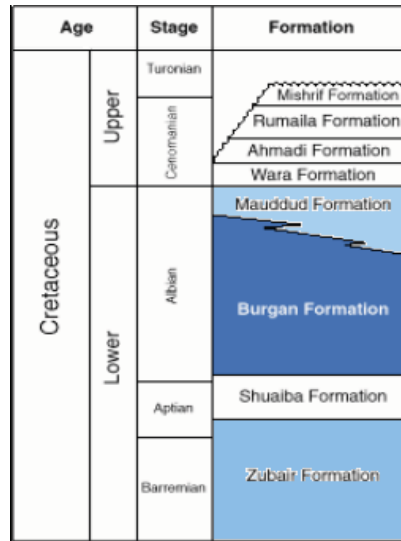 Age Stage Formation
Cretaceous
Upper
Lower
Turonian
Cenomanian
Albian
Aptian
Barremian
Mishrif Formation
Rumaila Formation
Ahmadi Formation
Wara Formation
Mauddud Formation
Burgan Formation
Shuaiba Formation
Zubair Formation